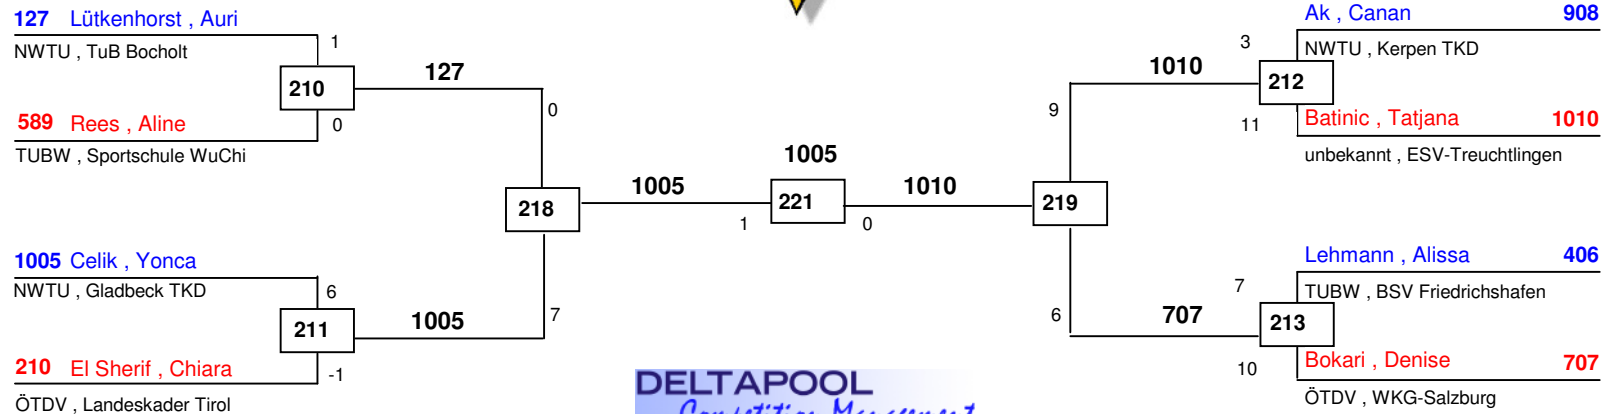 127 Lütkenhorst , Auri
NWTU , TuB Bocholt
1
210
127
0
589 Rees , Aline
TUBW , Sportschule WuChi
0
218
1005
1005 Celik , Yonca
NWTU , Gladbeck TKD
6
211
1005
7
210 El Sherif , Chiara
ÖTDV , Landeskader Tirol
-1
1005
221
1
0
1010
219
9
1010
3
212
11
Ak , Canan 908
NWTU , Kerpen TKD
Batinic , Tatjana 1010
unbekannt , ESV-Treuchtlingen
6
707
7
213
10
Lehmann , Alissa 406
TUBW , BSV Friedrichshafen
Bokari , Denise 707
ÖTDV , WKG-Salzburg
DELTAPOOL
Competition Management